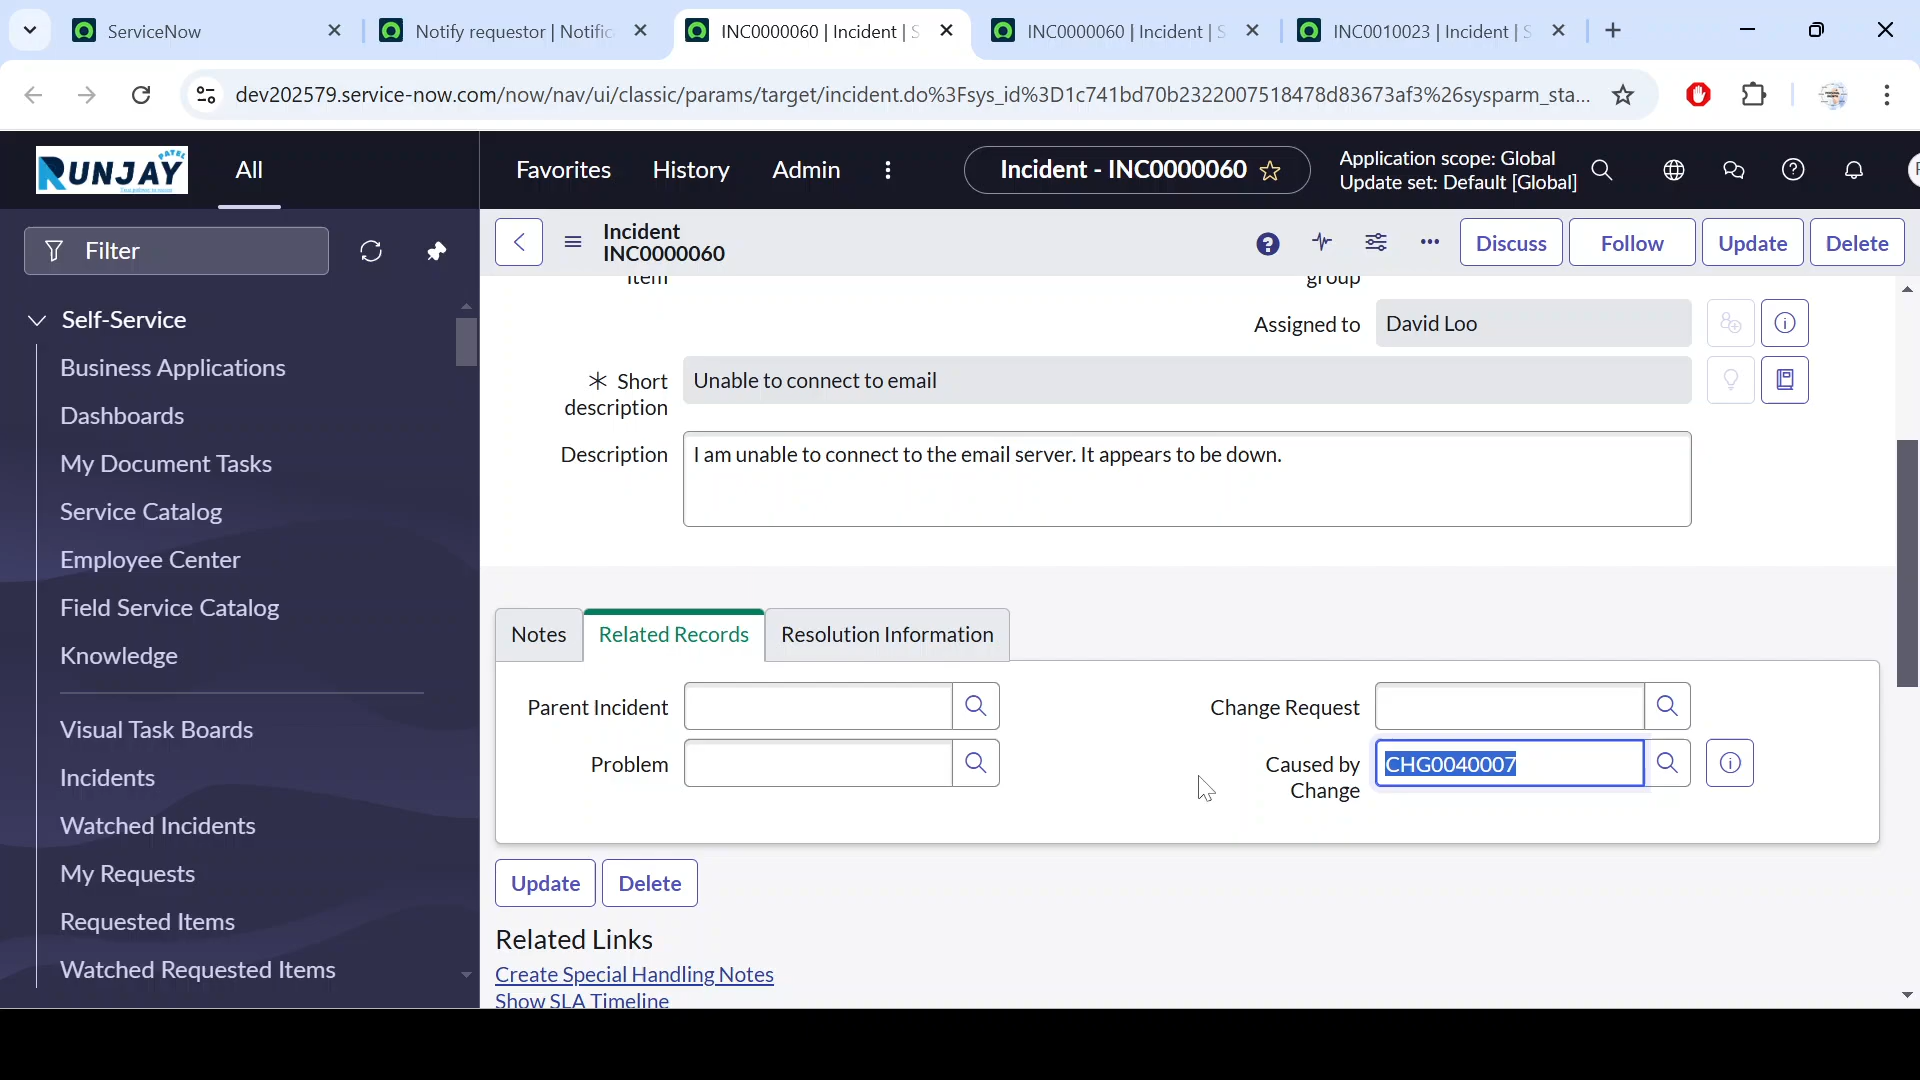 ServiceNow
Notify requestor | Notific
INC0000060 | Incident | S
INC0000060 | Incident | S
INC0010023 | Incident | S
dev202579.service-now.com/now/nav/ui/classic/params/target/incident.do%3Fsys_id%3D1c741bd70b2322007518478d83673af3%26sysparm_sta...
RUNJAY
PATEL
All
Favorites
History
Admin
Incident - INC0000060
Application scope: Global
Update set: Default [Global]
Filter
Incident
INC0000060
Discuss
Follow
Update
Delete
Self-Service
Business Applications
Dashboards
My Document Tasks
Service Catalog
Employee Center
Field Service Catalog
Knowledge
Visual Task Boards
Incidents
Watched Incidents
My Requests
Requested Items
Watched Requested Items
item
group
Assigned to
David Loo
Short
description
Unable to connect to email
Description
I am unable to connect to the email server. It appears to be down.
Notes
Related Records
Resolution Information
Parent Incident
Change Request
Problem
Caused by
Change
CHG0040007
Update
Delete
Related Links
Create Special Handling Notes
Show SLA Timeline